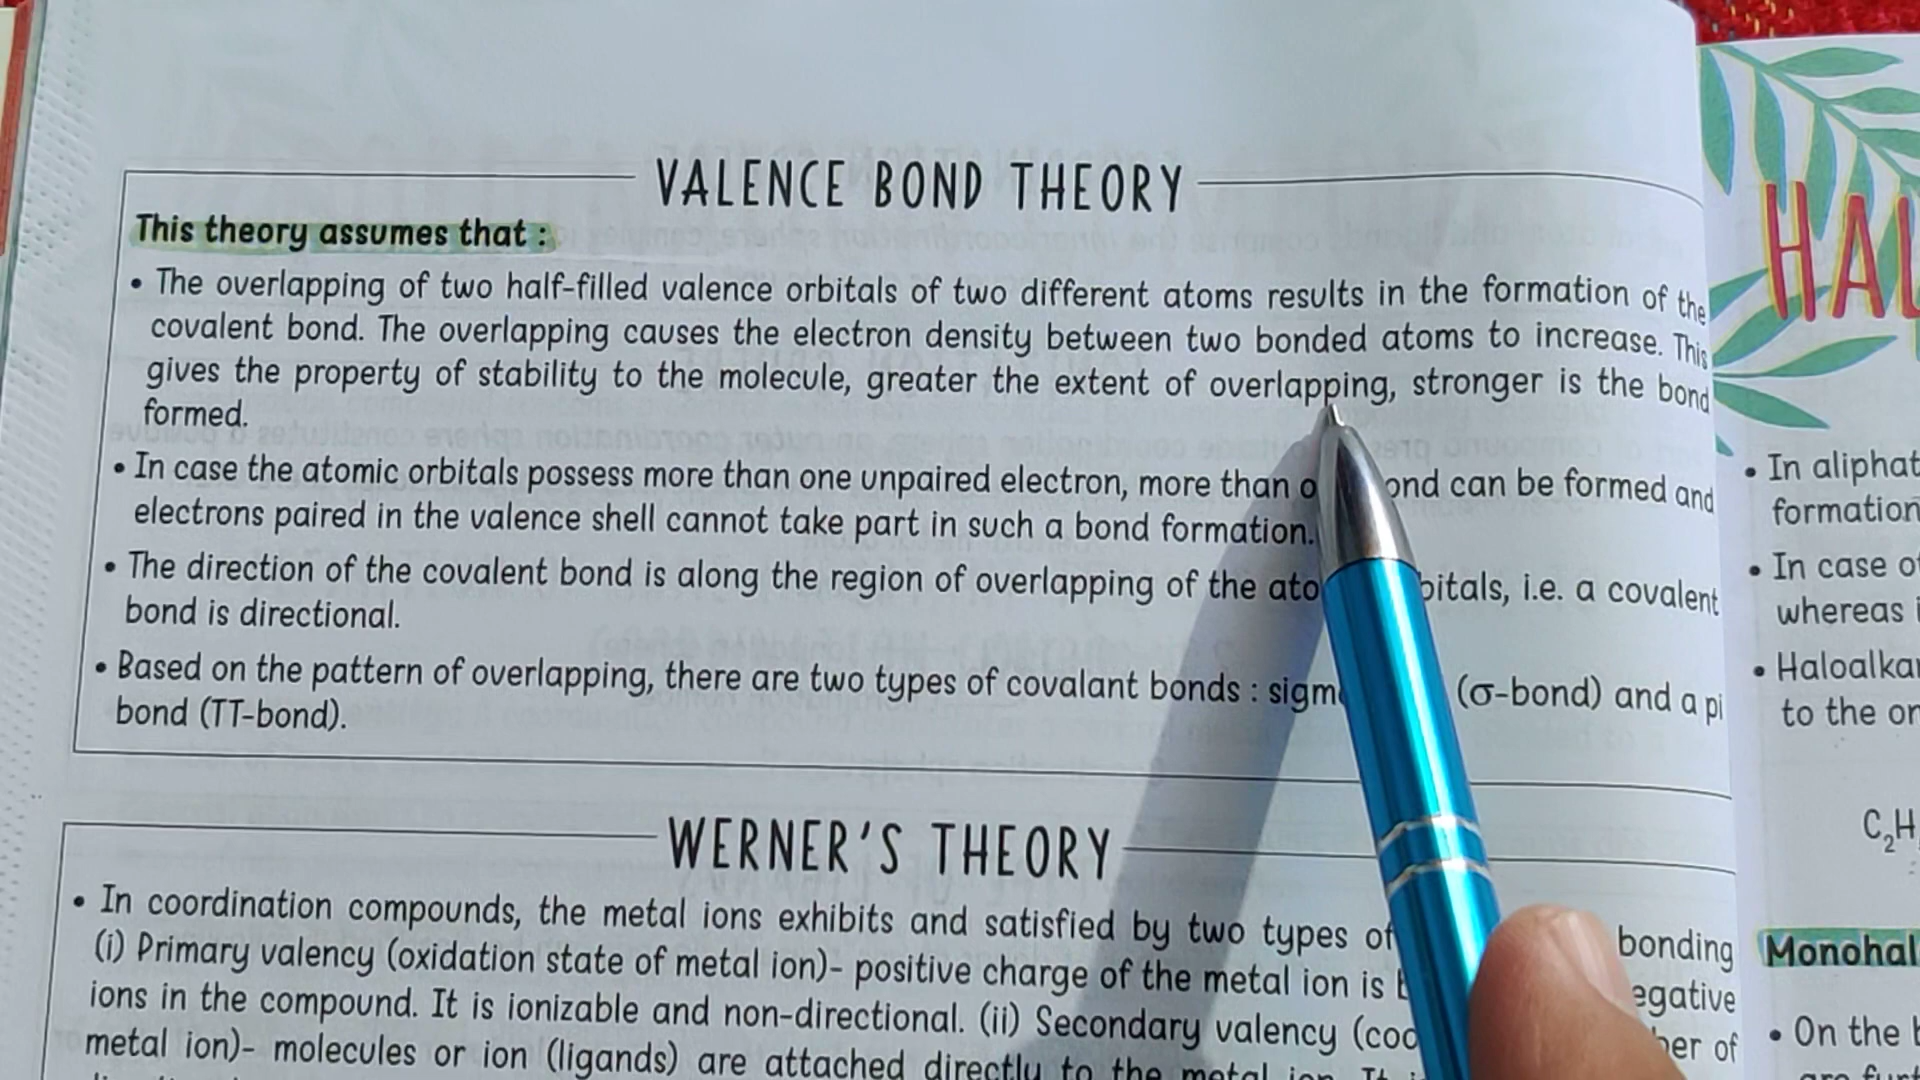 VALENCE BOND THEORY
This theory assumes that :
• The overlapping of two half-filled valence orbitals of two different atoms results in the formation of the
covalent bond. The overlapping causes the electron density between two bonded atoms to increase. This
gives the property of stability to the molecule, greater the extent of overlapping, stronger is the bond
formed.
• In case the atomic orbitals possess more than one unpaired electron, more than can be formed and
electrons paired in the valence shell cannot take part in such a bond formation.
• The direction of the covalent bond is along the region of overlapping of the i.e. a covalent
bond is directional.
• Based on the pattern of overlapping, there are two types of covalant bonds : (σ-bond) and a pi
bond (TT-bond).
WERNER'S THEORY
• In coordination compounds, the metal ions exhibits and satisfied by two types of bonding
(i) Primary valency (oxidation state of metal ion)- positive charge of the metal ion is
ions in the compound. It is ionizable and non-directional. (ii) Secondary valency of
metal ion)- molecules or ion (ligands) are attached directly to the metal ion. It
HAL
• In aliphat
formation
• In case of
whereas i
• Haloalka
to the or
C₂H
Monohal
• On the
are